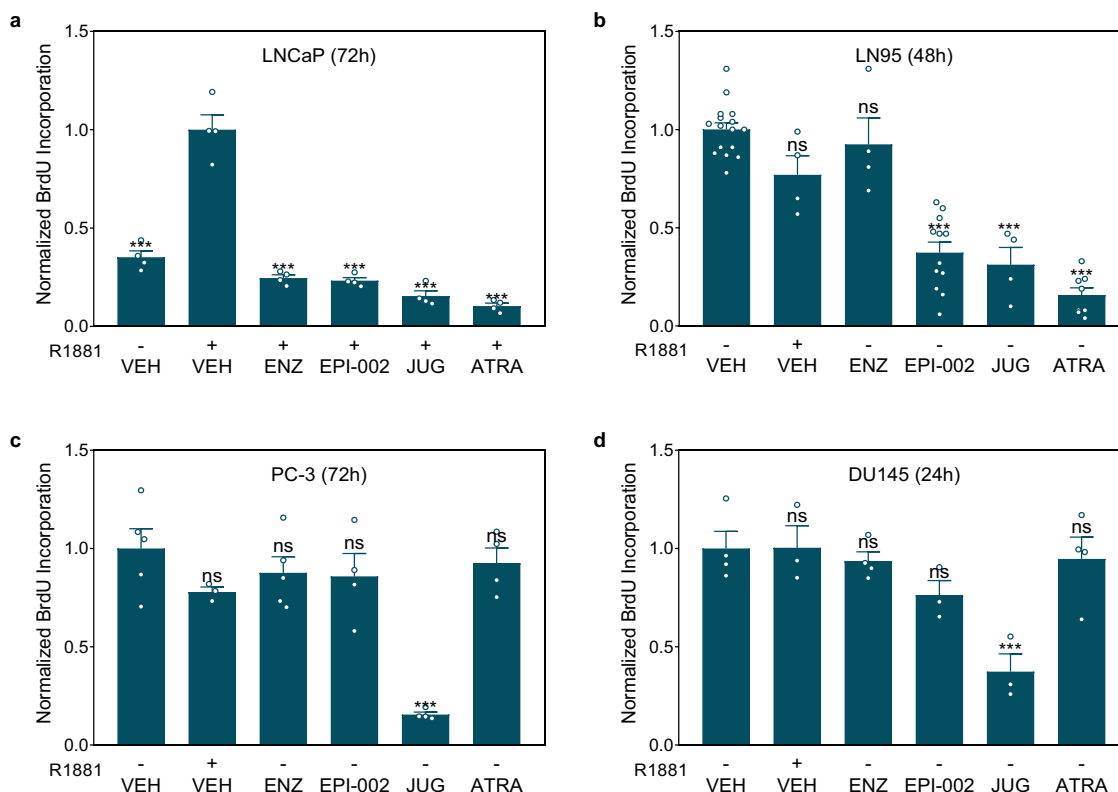 a
LNCaP (72h)
Normalized BrdU Incorporation
1.5
1.0
0.5
0.0
*** *** *** *** ***
R1881 - + + + + +
VEH VEH ENZ EPI-002 JUG ATRA
b
LN95 (48h)
Normalized BrdU Incorporation
1.5
1.0
0.5
0.0
ns ns *** *** ***
R1881 - + - - - -
VEH VEH ENZ EPI-002 JUG ATRA
c
PC-3 (72h)
Normalized BrdU Incorporation
1.5
1.0
0.5
0.0
ns ns ns *** ns
R1881 - + - - - -
VEH VEH ENZ EPI-002 JUG ATRA
d
DU145 (24h)
Normalized BrdU Incorporation
1.5
1.0
0.5
0.0
ns ns ns *** ns
R1881 - + - - - -
VEH VEH ENZ EPI-002 JUG ATRA